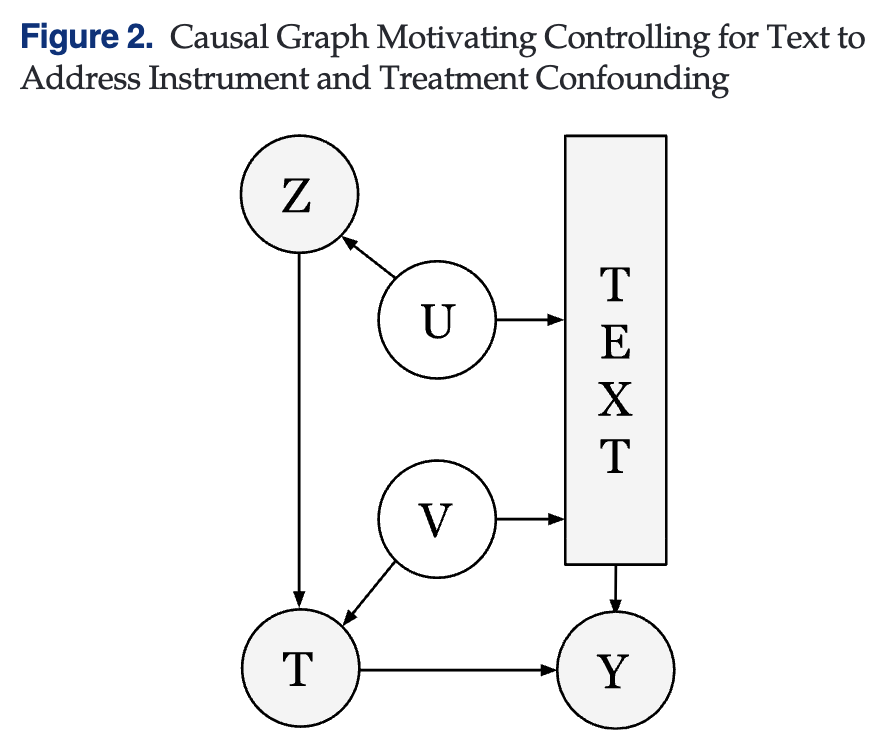 Figure 2. Causal Graph Motivating Controlling for Text to
Address Instrument and Treatment Confounding
Z
U
T
E
X
T
V
T
Y